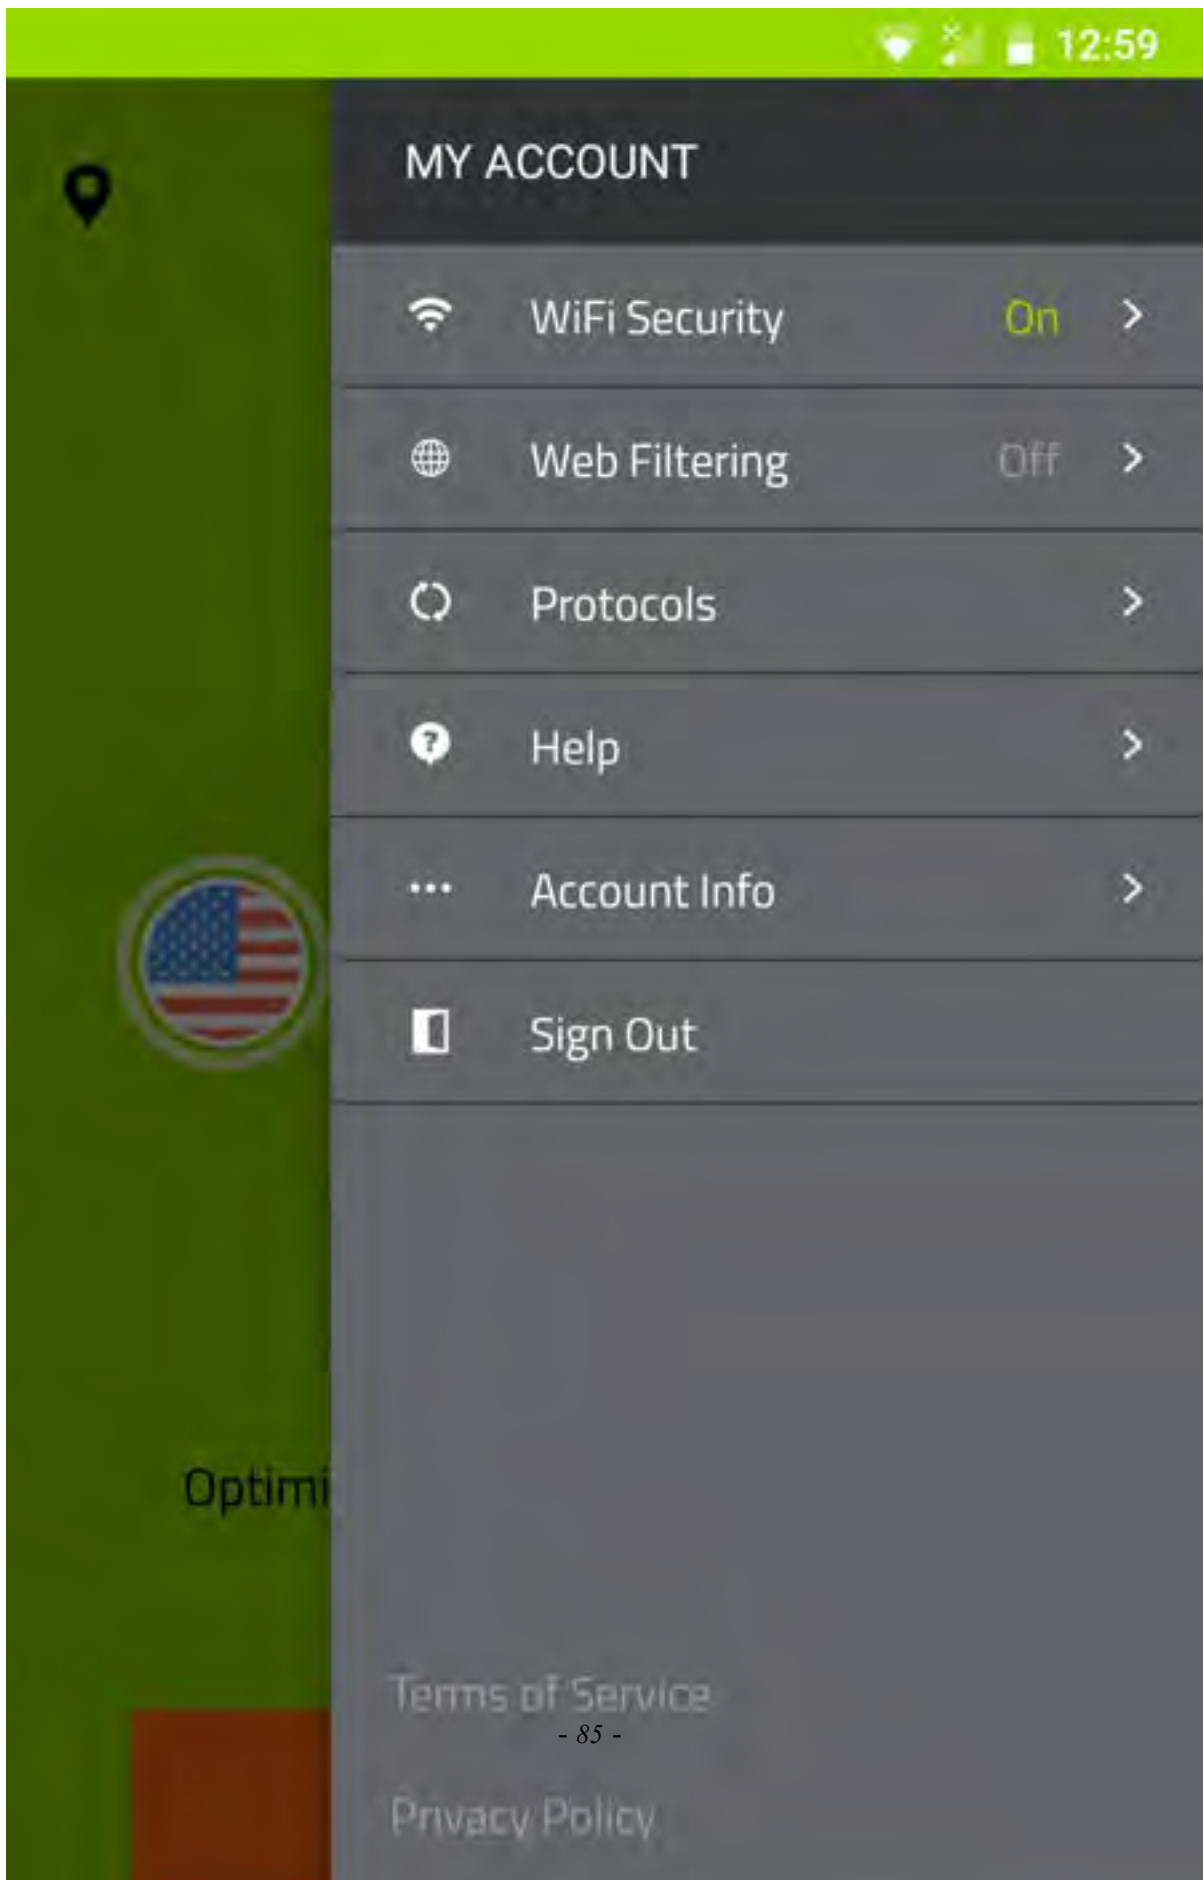 12:59
MY ACCOUNT
WiFi Security On
Web Filtering Off
Protocols
Help
Account Info
Sign Out
Optimi
Terms of Service
- 85 -
Privacy Policy